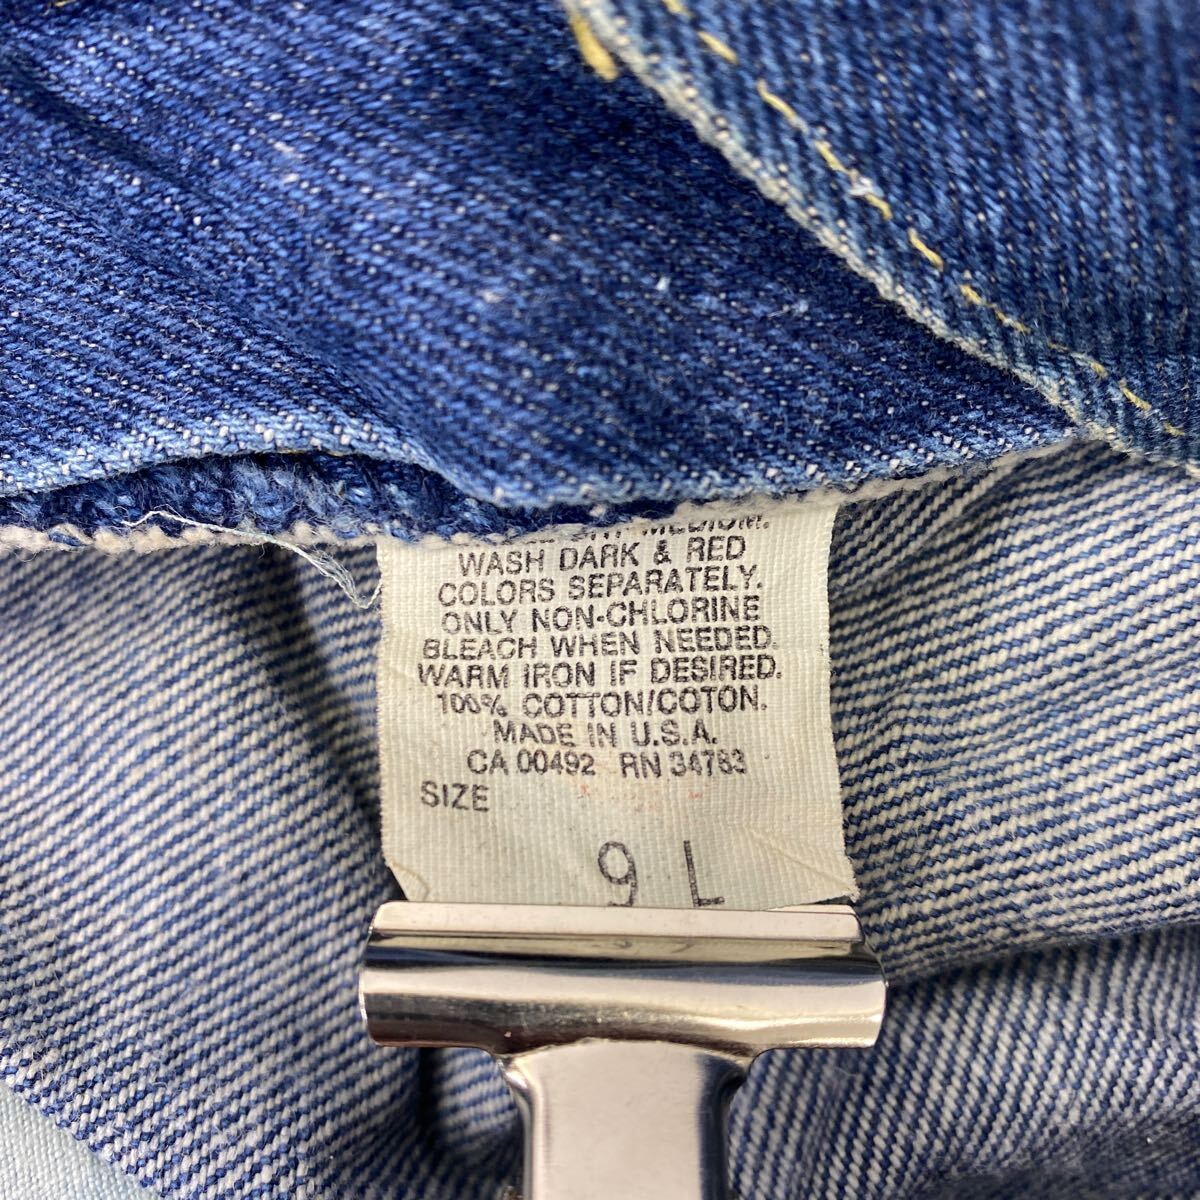 MEDIUM.
WASH DARK & RED
COLORS SEPARATELY.
ONLY NON-CHLORINE
BLEACH WHEN NEEDED.
WARM IRON IF DESIRED.
100% COTTON/COTON.
MADE IN U.S.A.
CA 00492 RN 34783
SIZE
9 L